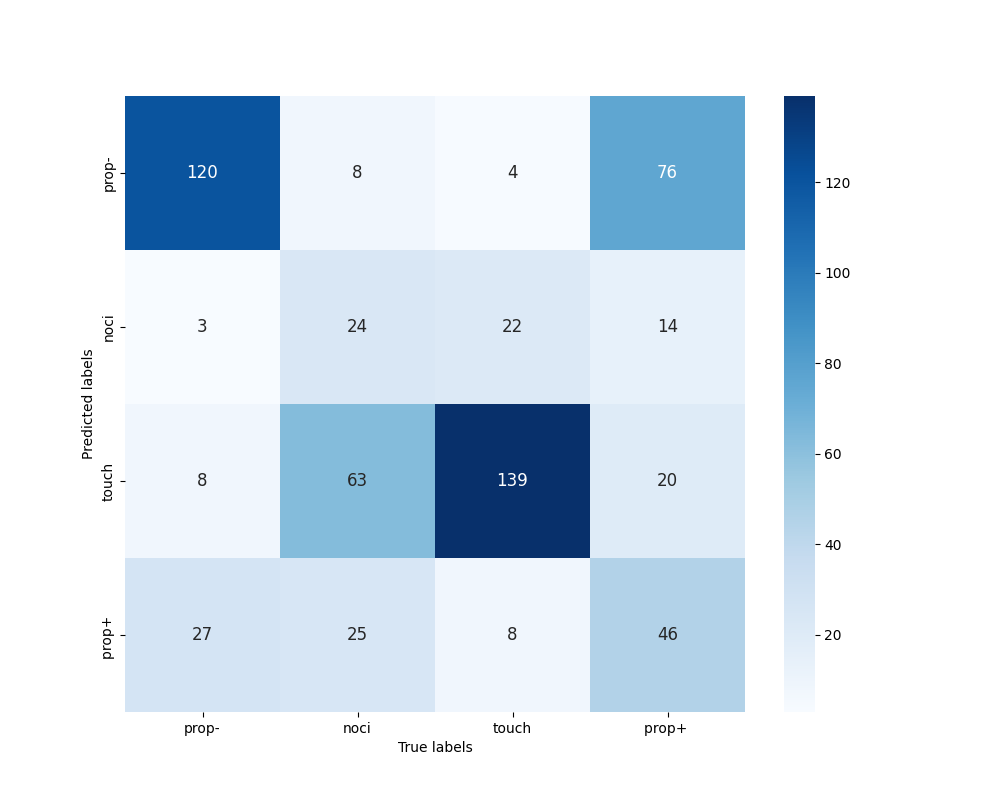 prop- 120 8 4 76
noci 3 24 22 14
touch 8 63 139 20
prop+ 27 25 8 46
Predicted labels
prop- noci touch prop+
True labels
120
100
80
60
40
20